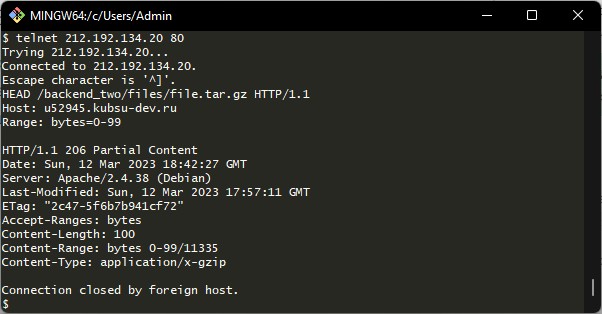 MINGW64:/c/Users/Admin
$ telnet 212.192.134.20 80
Trying 212.192.134.20...
Connected to 212.192.134.20.
Escape character is '^]'.
HEAD /backend_two/files/file.tar.gz HTTP/1.1
Host: u52945.kubsu-dev.ru
Range: bytes=0-99

HTTP/1.1 206 Partial Content
Date: Sun, 12 Mar 2023 18:42:27 GMT
Server: Apache/2.4.38 (Debian)
Last-Modified: Sun, 12 Mar 2023 17:57:11 GMT
ETag: "2c47-5f6b7b941cf72"
Accept-Ranges: bytes
Content-Length: 100
Content-Range: bytes 0-99/11335
Content-Type: application/x-gzip

Connection closed by foreign host.
$